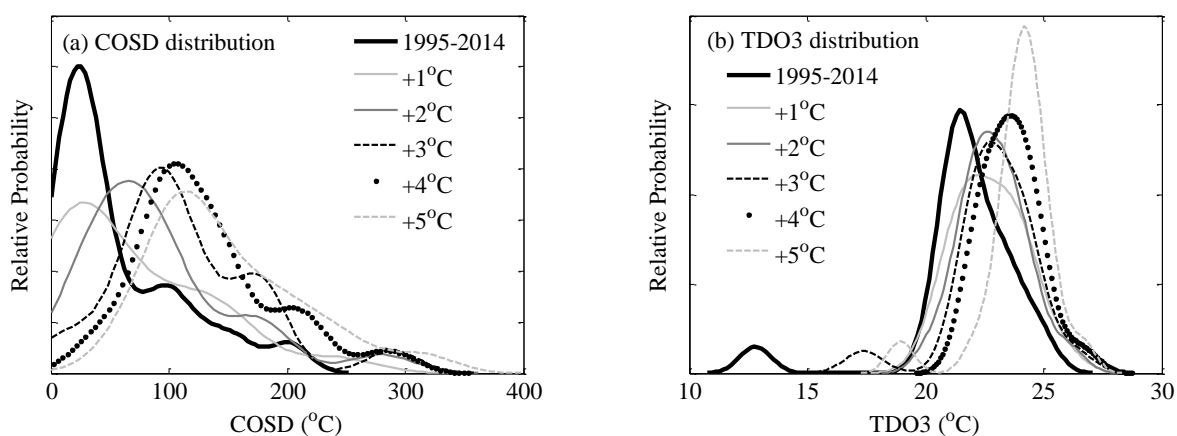 (a) COSD distribution
1995-2014
+1°C
+2°C
+3°C
+4°C
+5°C
Relative Probability
0 100 200 300 400
COSD (°C)
(b) TDO3 distribution
1995-2014
+1°C
+2°C
+3°C
+4°C
+5°C
Relative Probability
10 15 20 25 30
TDO3 (°C)